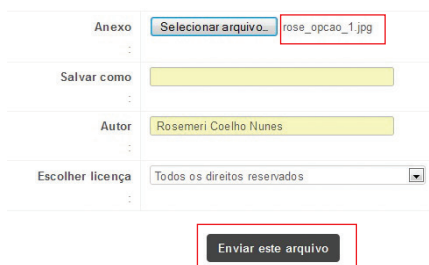 Anexo Selecionar arquivo... rose_opcao_1.jpg
:
Salvar como
:
Autor Rosemeri Coelho Nunes
:
Escolher licença Todos os direitos reservados
:
Enviar este arquivo